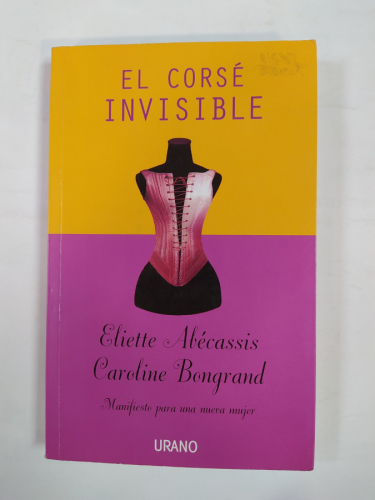 EL CORSÉ
INVISIBLE
Eliette Abécassis
Caroline Bongrand
Manifiesto para una nueva mujer
URANO